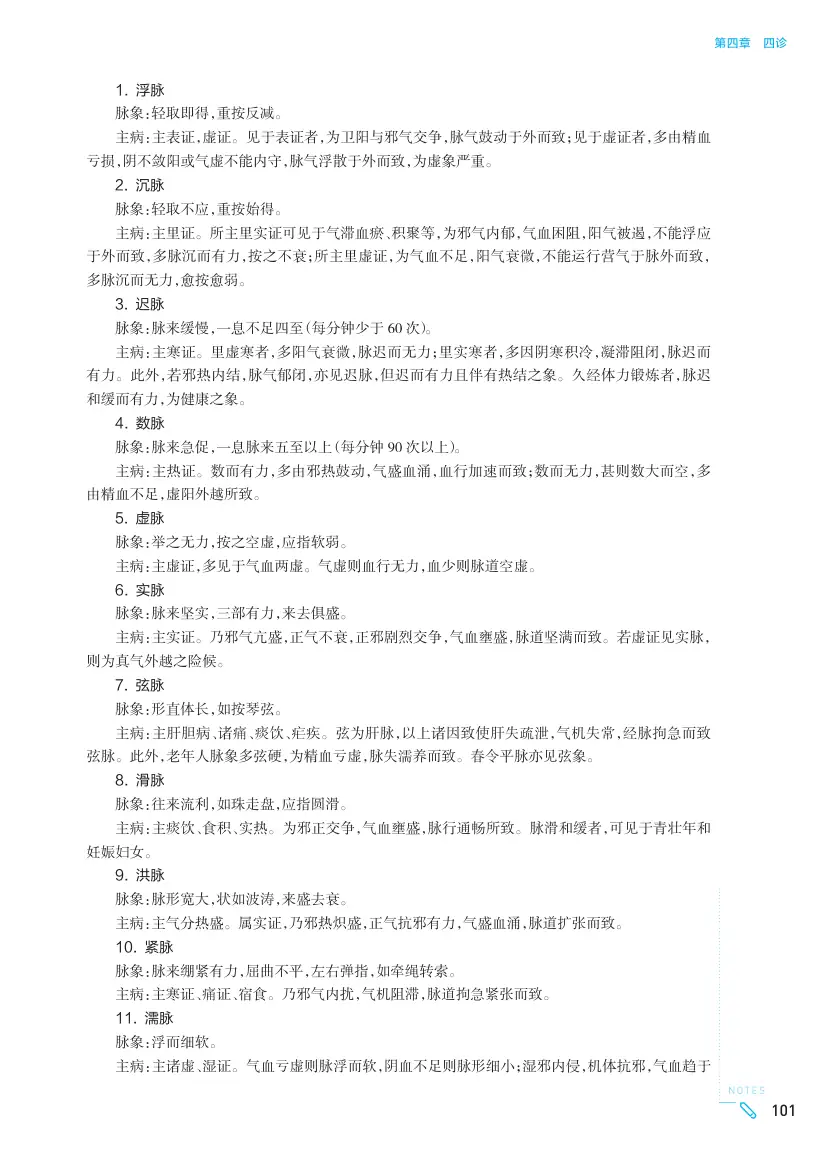 第四章 四诊
1. 浮脉
脉象:轻取即得,重按反减。
主病:主表证,虚证。见于表证者,为卫阳与邪气交争,脉气鼓动于外而致;见于虚证者,多由精血
亏损,阴不敛阳或气虚不能内守,脉气浮散于外而致,为虚象严重。
2. 沉脉
脉象:轻取不应,重按始得。
主病:主里证。所主里实证可见于气滞血瘀、积聚等,为邪气内郁,气血困阻,阳气被遏,不能浮应
于外而致,多脉沉而有力,按之不衰;所主里虚证,为气血不足,阳气衰微,不能运行营气于脉外而致,
多脉沉而无力,愈按愈弱。
3. 迟脉
脉象:脉来缓慢,一息不足四至(每分钟少于 60 次)。
主病:主寒证。里虚寒者,多阳气衰微,脉迟而无力;里实寒者,多因阴寒积冷,凝滞阻闭,脉迟而
有力。此外,若邪热内结,脉气郁闭,亦见迟脉,但迟而有力且伴有热结之象。久经体力锻炼者,脉迟
和缓而有力,为健康之象。
4. 数脉
脉象:脉来急促,一息脉来五至以上(每分钟 90 次以上)。
主病:主热证。数而有力,多由邪热鼓动,气盛血涌,血行加速而致;数而无力,甚则数大而空,多
由精血不足,虚阳外越所致。
5. 虚脉
脉象:举之无力,按之空虚,应指软弱。
主病:主虚证,多见于气血两虚。气虚则血行无力,血少则脉道空虚。
6. 实脉
脉象:脉来坚实,三部有力,来去俱盛。
主病:主实证。乃邪气亢盛,正气不衰,正邪剧烈交争,气血壅盛,脉道坚满而致。若虚证见实脉,
则为真气外越之险候。
7. 弦脉
脉象:形直体长,如按琴弦。
主病:主肝胆病、诸痛、痰饮、疟疾。弦为肝脉,以上诸因致使肝失疏泄,气机失常,经脉拘急而致
弦脉。此外,老年人脉象多弦硬,为精血亏虚,脉失濡养而致。春令平脉亦见弦象。
8. 滑脉
脉象:往来流利,如珠走盘,应指圆滑。
主病:主痰饮、食积、实热。为邪正交争,气血壅盛,脉行通畅所致。脉滑和缓者,可见于青壮年和
妊娠妇女。
9. 洪脉
脉象:脉形宽大,状如波涛,来盛去衰。
主病:主气分热盛。属实证,乃邪热炽盛,正气抗邪有力,气盛血涌,脉道扩张而致。
10. 紧脉
脉象:脉来绷紧有力,屈曲不平,左右弹指,如牵绳转索。
主病:主寒证、痛证、宿食。乃邪气内扰,气机阻滞,脉道拘急紧张而致。
11. 濡脉
脉象:浮而细软。
主病:主诸虚、湿证。气血亏虚则脉浮而软,阴血不足则脉形细小;湿邪内侵,机体抗邪,气血趋于
NOTES
101